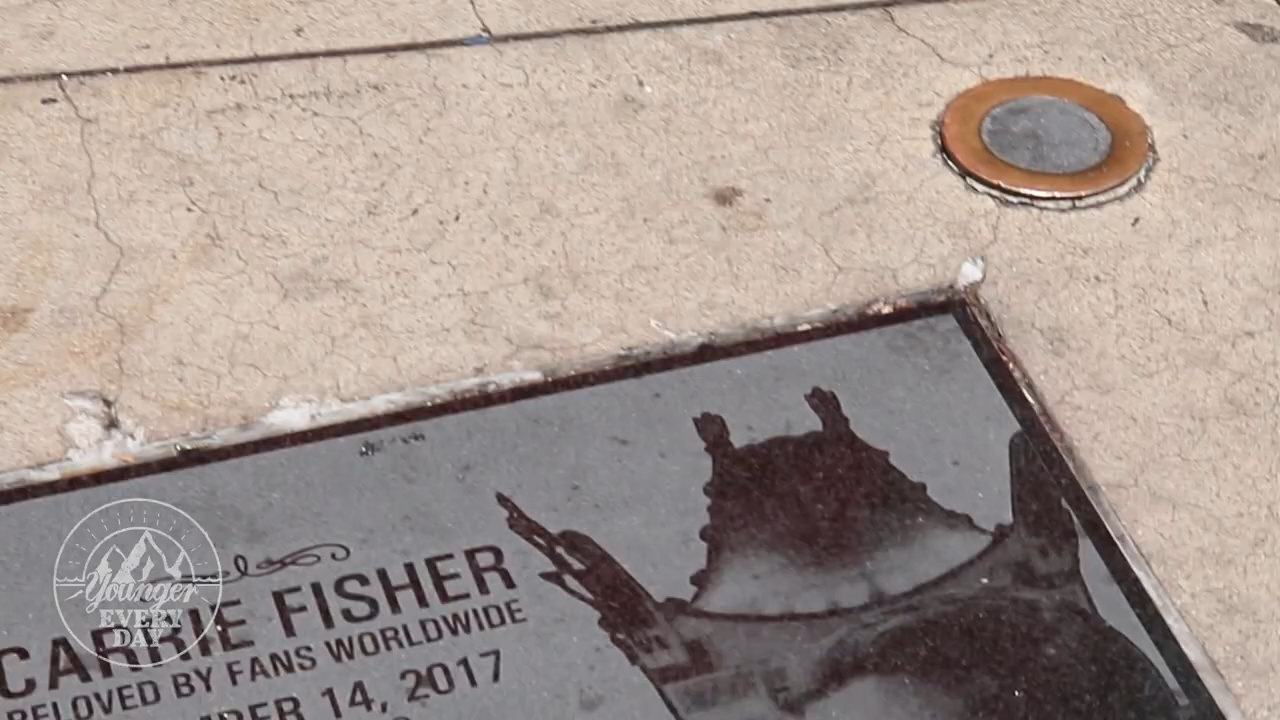 CARRIE FISHER
BELOVED BY FANS WORLDWIDE
14, 2017
Younger
EVERY
DAY